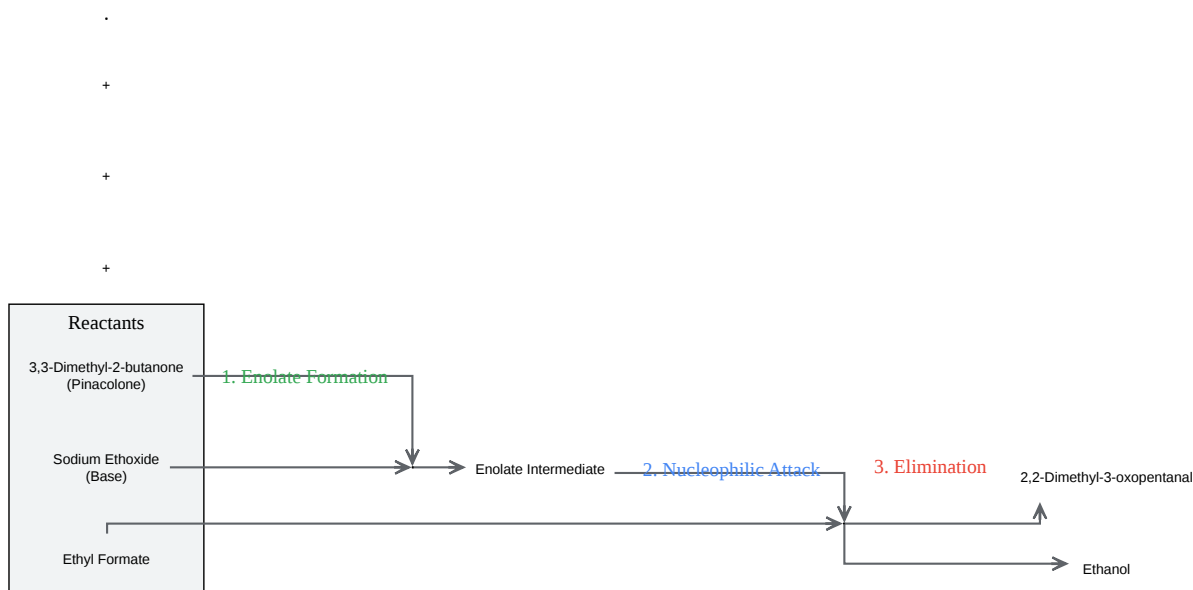 .
+
+
+
Reactants
3,3-Dimethyl-2-butanone
(Pinacolone)
1. Enolate Formation
Sodium Ethoxide
(Base)
Enolate Intermediate
2. Nucleophilic Attack
3. Elimination
2,2-Dimethyl-3-oxopentanal
Ethyl Formate
Ethanol